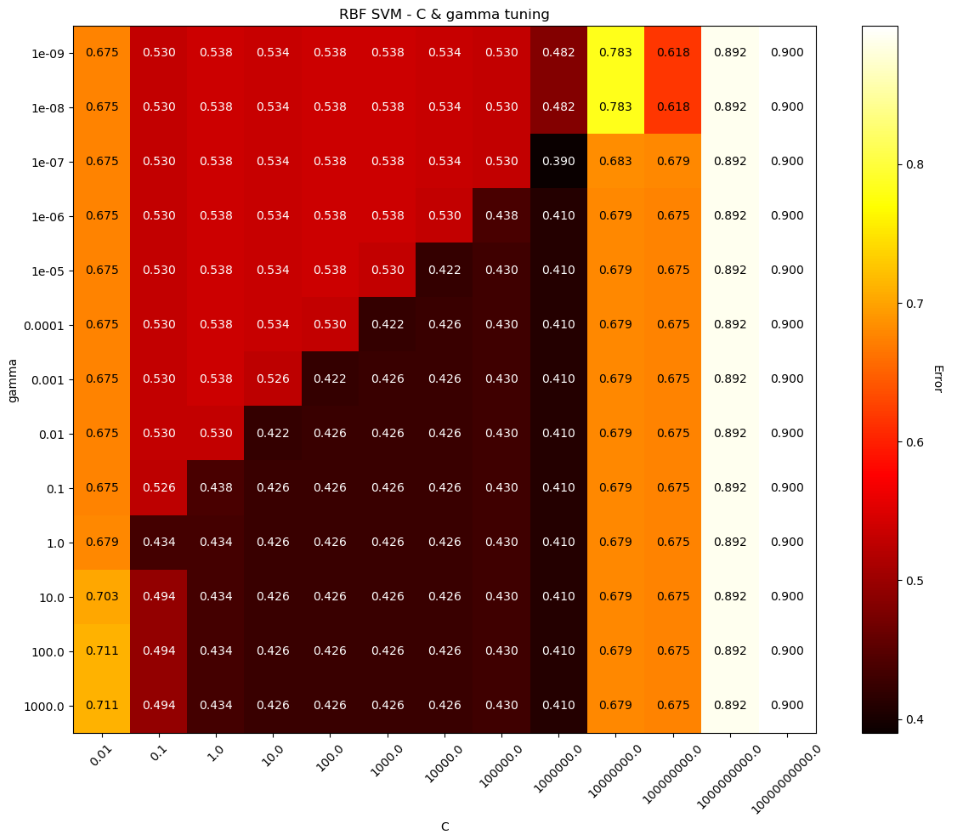 RBF SVM - C & gamma tuning
1e-09 0.675 0.530 0.538 0.534 0.538 0.538 0.534 0.530 0.482 0.783 0.618 0.892 0.900
1e-08 0.675 0.530 0.538 0.534 0.538 0.538 0.534 0.530 0.482 0.783 0.618 0.892 0.900
1e-07 0.675 0.530 0.538 0.534 0.538 0.538 0.534 0.530 0.390 0.683 0.679 0.892 0.900
1e-06 0.675 0.530 0.538 0.534 0.538 0.538 0.530 0.438 0.410 0.679 0.675 0.892 0.900
1e-05 0.675 0.530 0.538 0.534 0.538 0.530 0.422 0.430 0.410 0.679 0.675 0.892 0.900
0.0001 0.675 0.530 0.538 0.534 0.530 0.422 0.426 0.430 0.410 0.679 0.675 0.892 0.900
0.001 0.675 0.530 0.538 0.526 0.422 0.426 0.426 0.430 0.410 0.679 0.675 0.892 0.900
0.01 0.675 0.530 0.530 0.422 0.426 0.426 0.426 0.430 0.410 0.679 0.675 0.892 0.900
0.1 0.675 0.526 0.438 0.426 0.426 0.426 0.426 0.430 0.410 0.679 0.675 0.892 0.900
1.0 0.679 0.434 0.434 0.426 0.426 0.426 0.426 0.430 0.410 0.679 0.675 0.892 0.900
10.0 0.703 0.494 0.434 0.426 0.426 0.426 0.426 0.430 0.410 0.679 0.675 0.892 0.900
100.0 0.711 0.494 0.434 0.426 0.426 0.426 0.426 0.430 0.410 0.679 0.675 0.892 0.900
1000.0 0.711 0.494 0.434 0.426 0.426 0.426 0.426 0.430 0.410 0.679 0.675 0.892 0.900
gamma
0.01 0.1 1.0 10.0 100.0 1000.0 10000.0 100000.0 1000000.0 10000000.0 100000000.0 1000000000.0 10000000000.0
C
0.8
0.7
0.6
0.5
0.4
Error